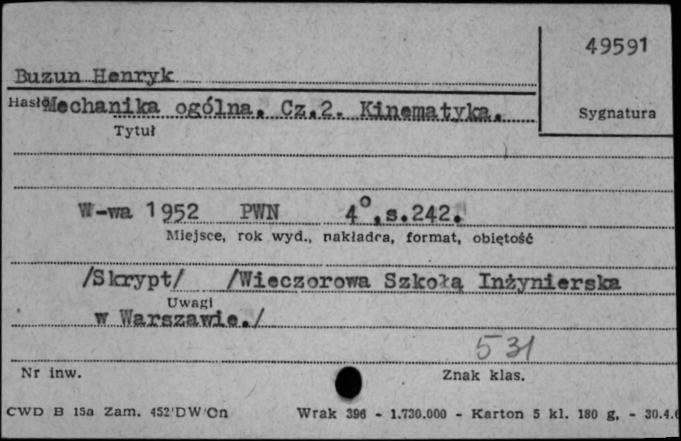 49591
Buzun Henryk
Hasło Mechanika ogólna. Cz.2. Kinematyka.
Sygnatura
Tytuł
W-wa 1952 PWN 4°,s.242.
Miejsce, rok wyd., nakładca, format, objętość
/Skrypt/ /Wieczorowa Szkołą Inżynierska
Uwagi
w Warszawie./
531
Nr inw. Znak klas.
CWD B 15a Zam. 452/DW/On Wrak 396 - 1.730.000 - Karton 5 kl. 180 g. - 30.4.